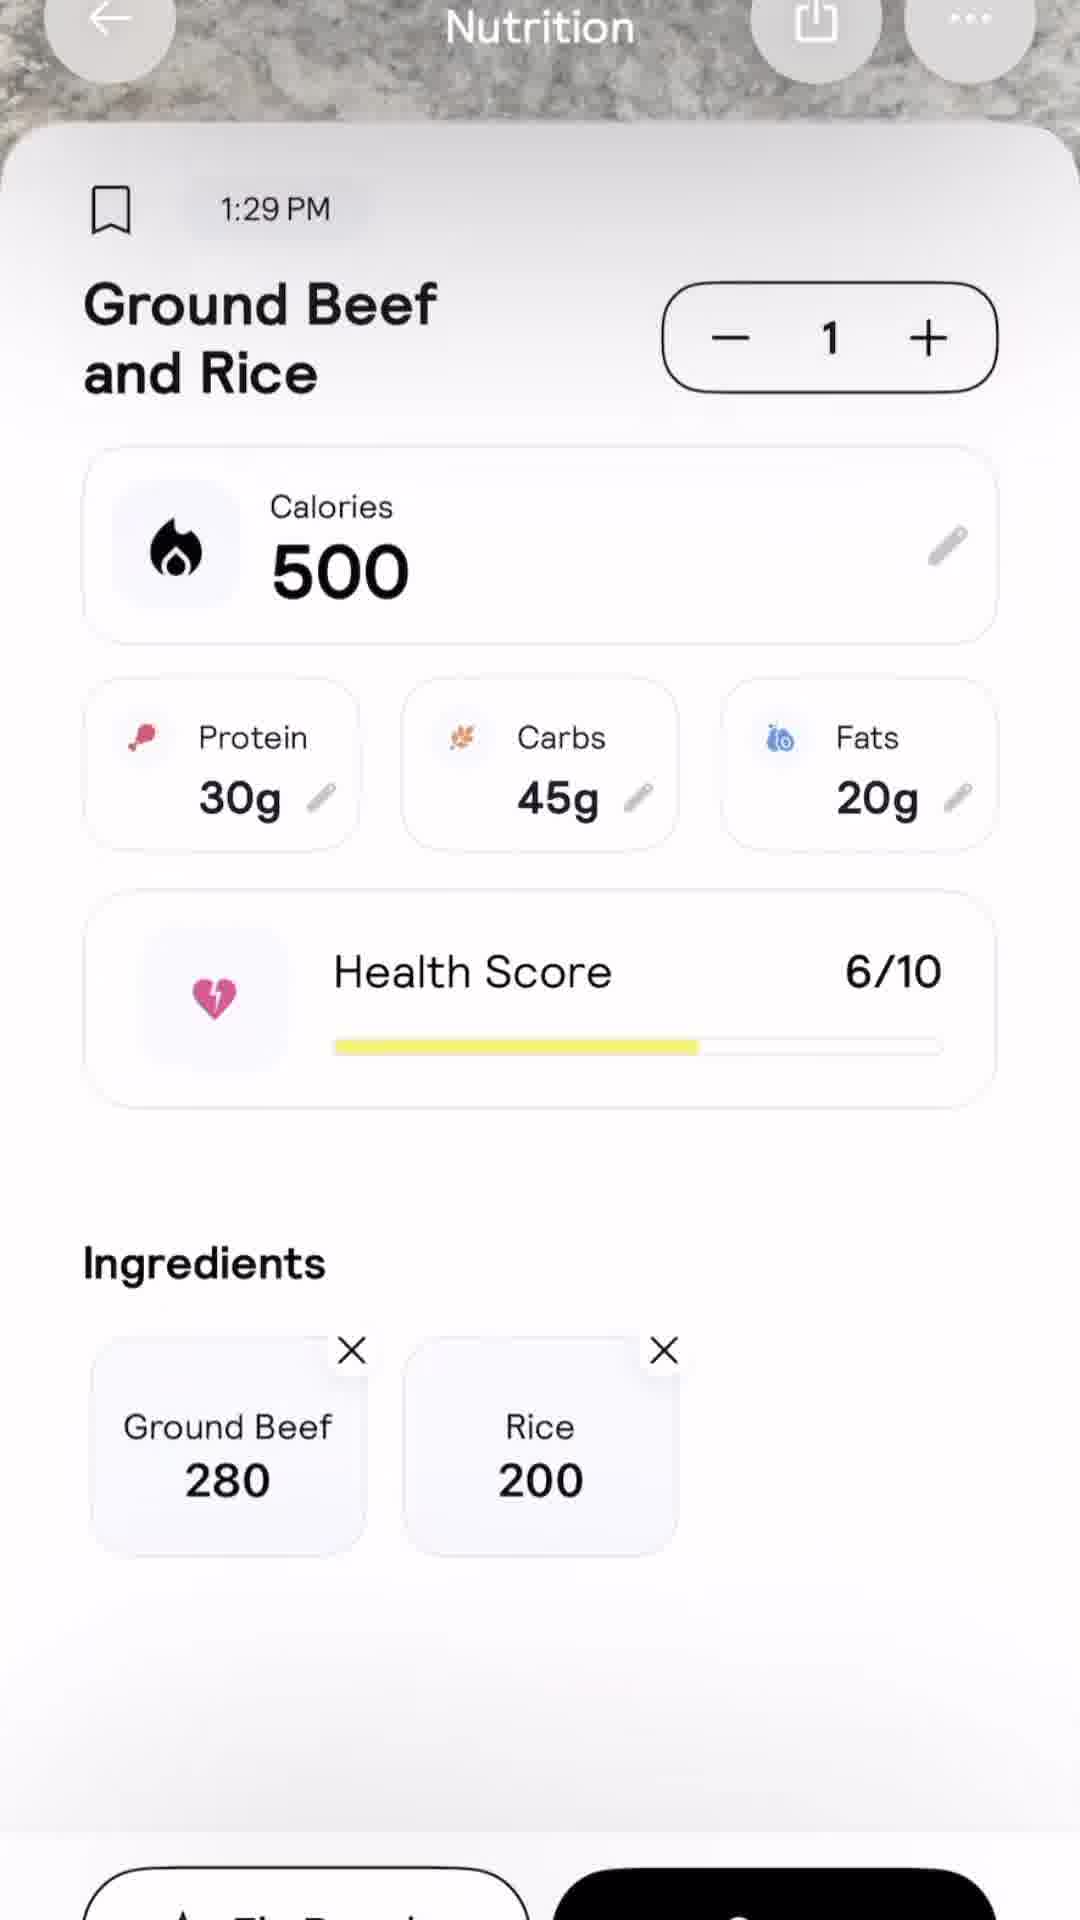 Nutrition
1:29 PM
Ground Beef
and Rice
1
Calories
500
Protein
30g
Carbs
45g
Fats
20g
Health Score
6/10
Ingredients
Ground Beef
280
Rice
200